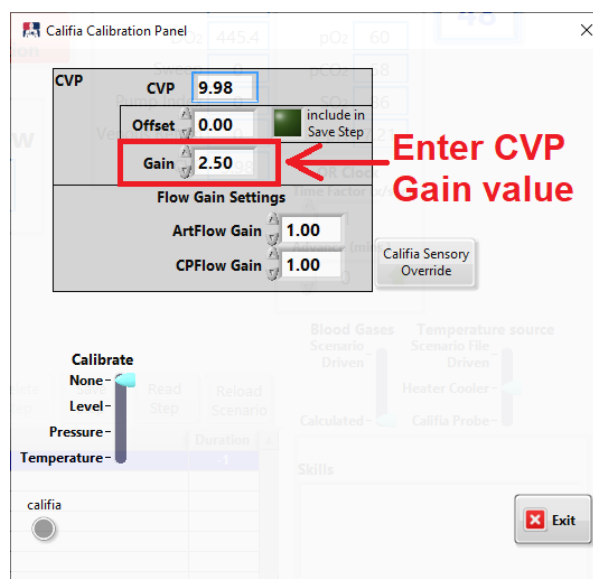 Califia Calibration Panel
CVP
CVP 9.98
Offset 0.00
include in
Save Step
Gain 2.50
Enter CVP
Gain value
Flow Gain Settings
ArtFlow Gain 1.00
CPFlow Gain 1.00
Califia Sensory
Override
Calibrate
None
Level
Pressure
Temperature
califia
Exit
48
445.4
pO2 60
Blood Gases
Scenario
Driven
Calculated
Temperature source
Scenario File
Driven
Heater Cooler
Califia Probe
Read
Step
Reload
Scenario
Duration
-1
Skills